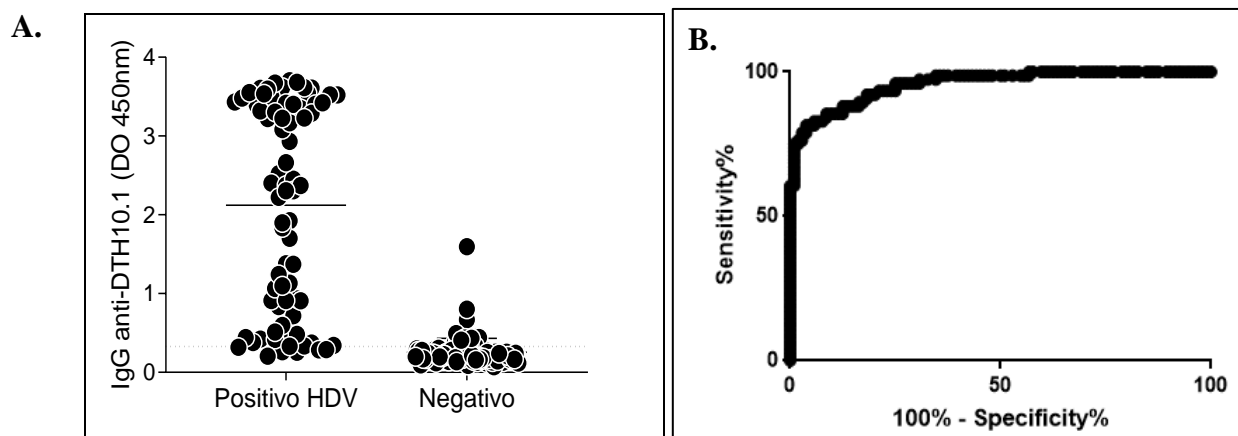 A.
IgG anti-DTH10.1 (DO 450nm)
4
3
2
1
0
Positivo HDV
Negativo
B.
Sensitivity%
100
50
0
0
50
100
100% - Specificity%